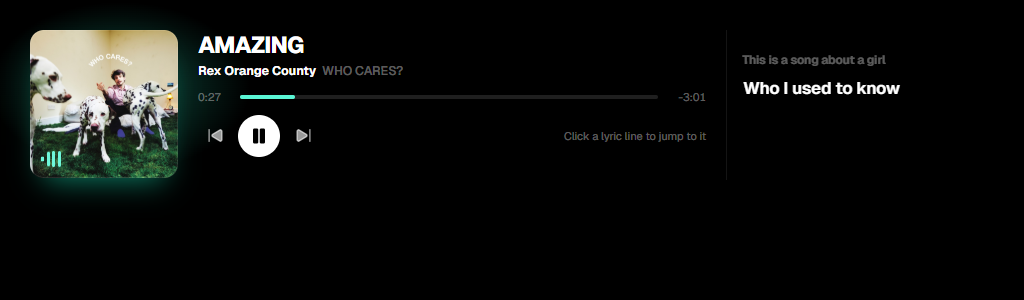 WHO CARES?
AMAZING
Rex Orange County WHO CARES?
0:27 -3:01
Click a lyric line to jump to it
This is a song about a girl
Who I used to know